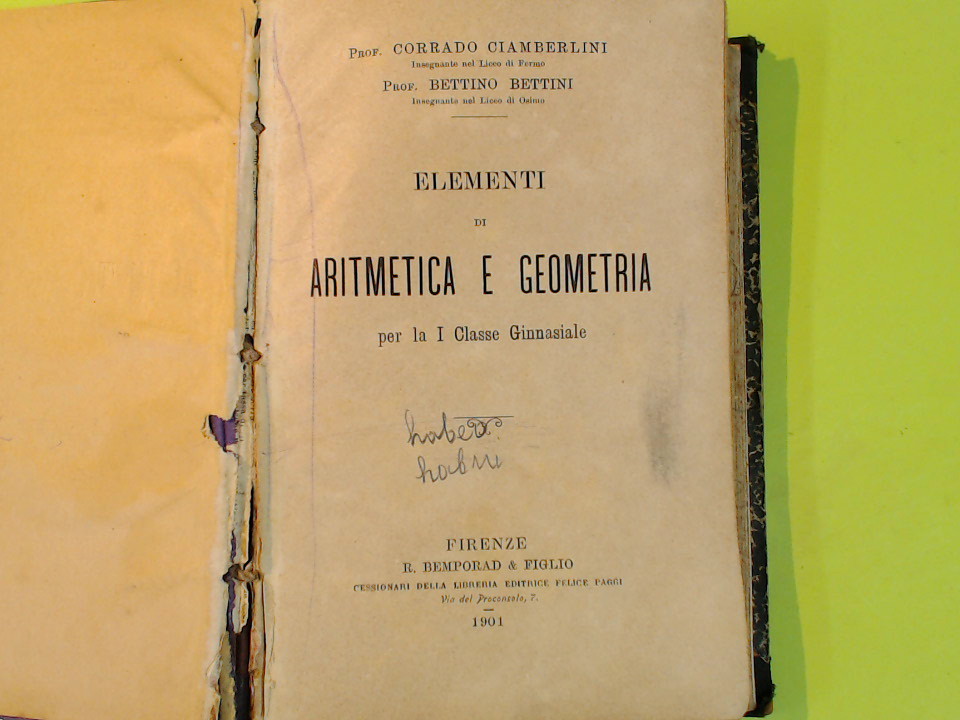 Prof. CORRADO CIAMBERLINI
Insegnante nel Liceo di Fermo
Prof. BETTINO BETTINI
Insegnante nel Liceo di Osimo
ELEMENTI
DI
ARITMETICA E GEOMETRIA
per la I Classe Ginnasiale
habeo
habui
FIRENZE
R. BEMPORAD & FIGLIO
CESSIONARI DELLA LIBRERIA EDITRICE FELICE PAGGI
Via del Proconsolo, 7.
1901